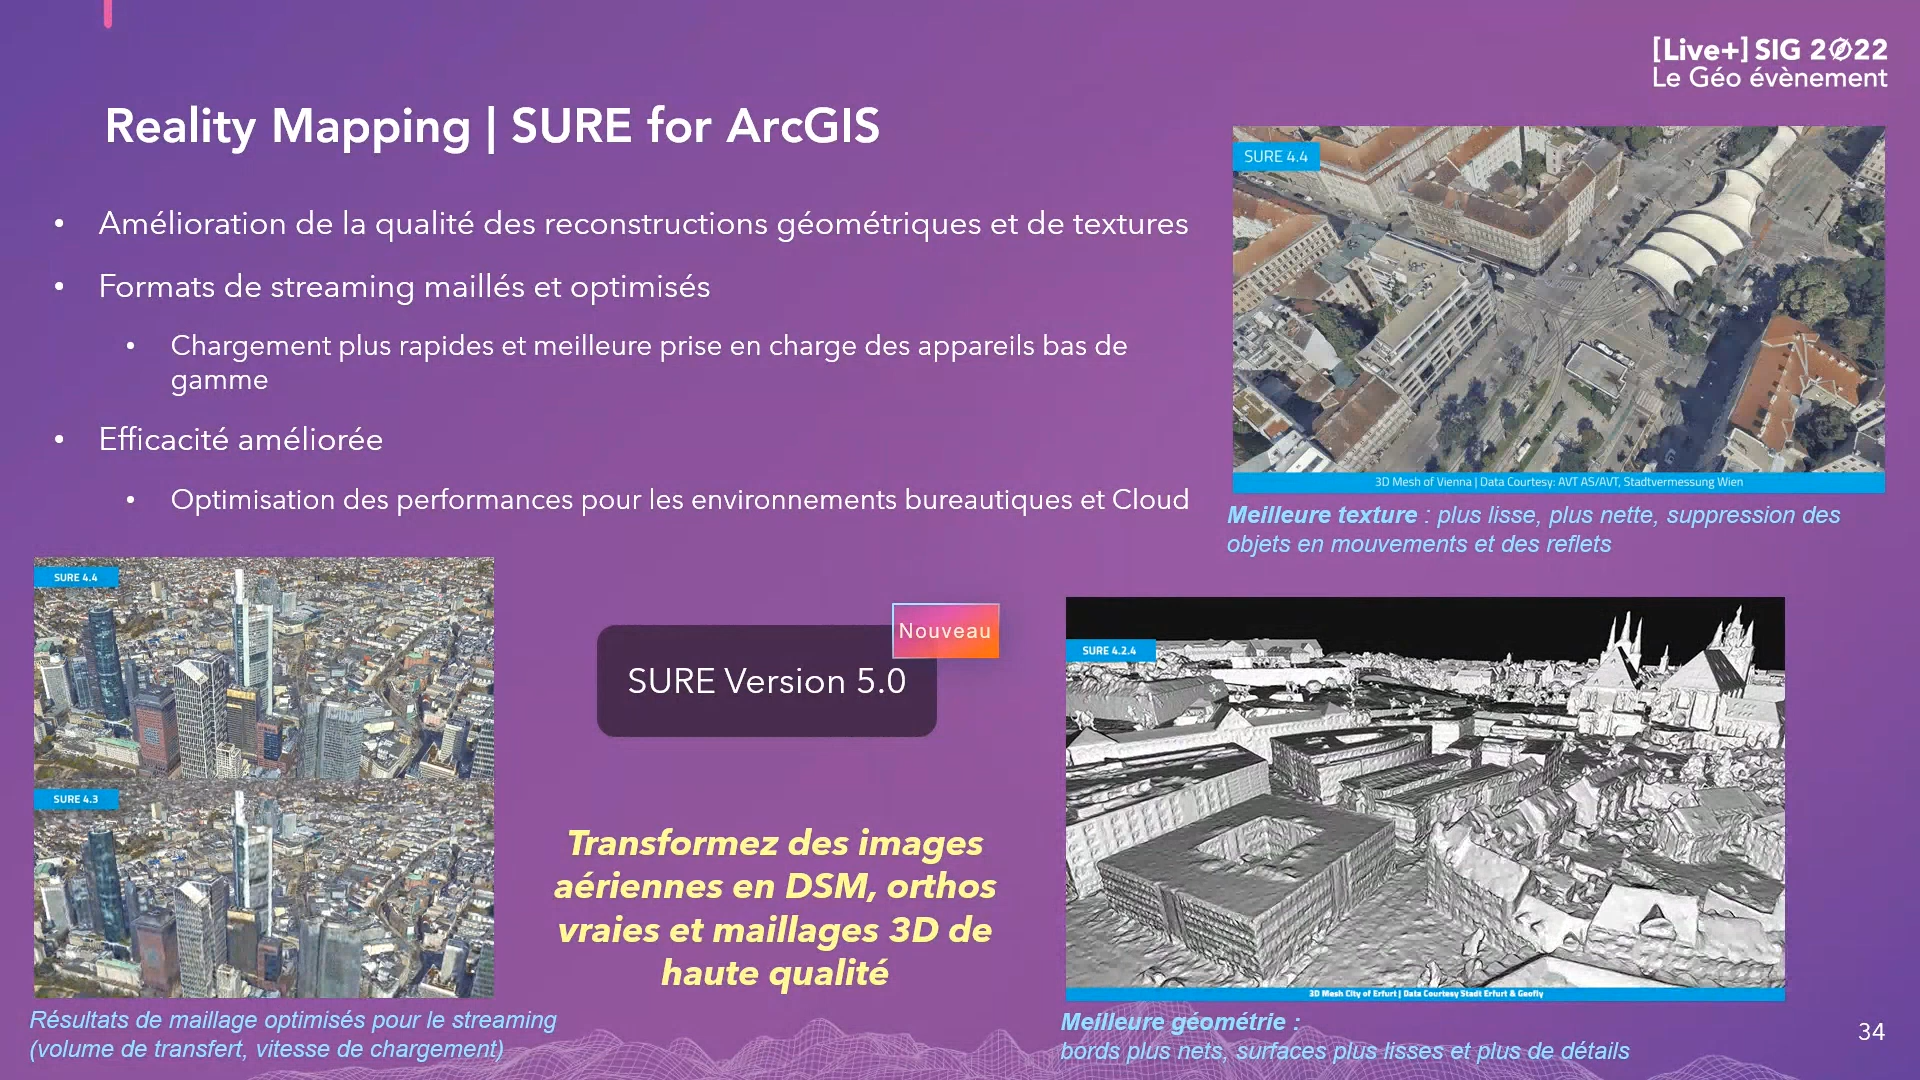 [Live+] SIG 2022
Le Géo évènement
Reality Mapping | SURE for ArcGIS
• Amélioration de la qualité des reconstructions géométriques et de textures
• Formats de streaming maillés et optimisés
• Chargement plus rapides et meilleure prise en charge des appareils bas de
gamme
• Efficacité améliorée
• Optimisation des performances pour les environnements bureautiques et Cloud
SURE 4.4
3D Mesh of Vienna | Data Courtesy: AVT AS/AVT, Stadtvermessung Wien
Meilleure texture : plus lisse, plus nette, suppression des
objets en mouvements et des reflets
SURE 4.4
SURE 4.3
Résultats de maillage optimisés pour le streaming
(volume de transfert, vitesse de chargement)
Nouveau
SURE Version 5.0
Transformez des images
aériennes en DSM, orthos
vraies et maillages 3D de
haute qualité
SURE 4.2.4
3D Mesh City of Erfurt | Data Courtesy Stadt Erfurt & Geofly
Meilleure géométrie :
bords plus nets, surfaces plus lisses et plus de détails
34